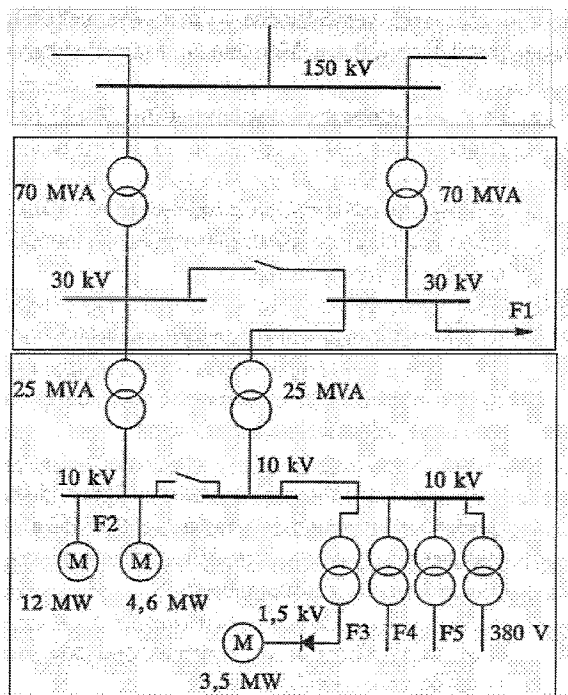 150 kV
70 MVA
70 MVA
30 kV
30 kV
F1
25 MVA
25 MVA
10 kV
10 kV
10 kV
F2
M
M
12 MW
4,6 MW
1,5 kV
F3
F4
F5
380 V
M
3,5 MW